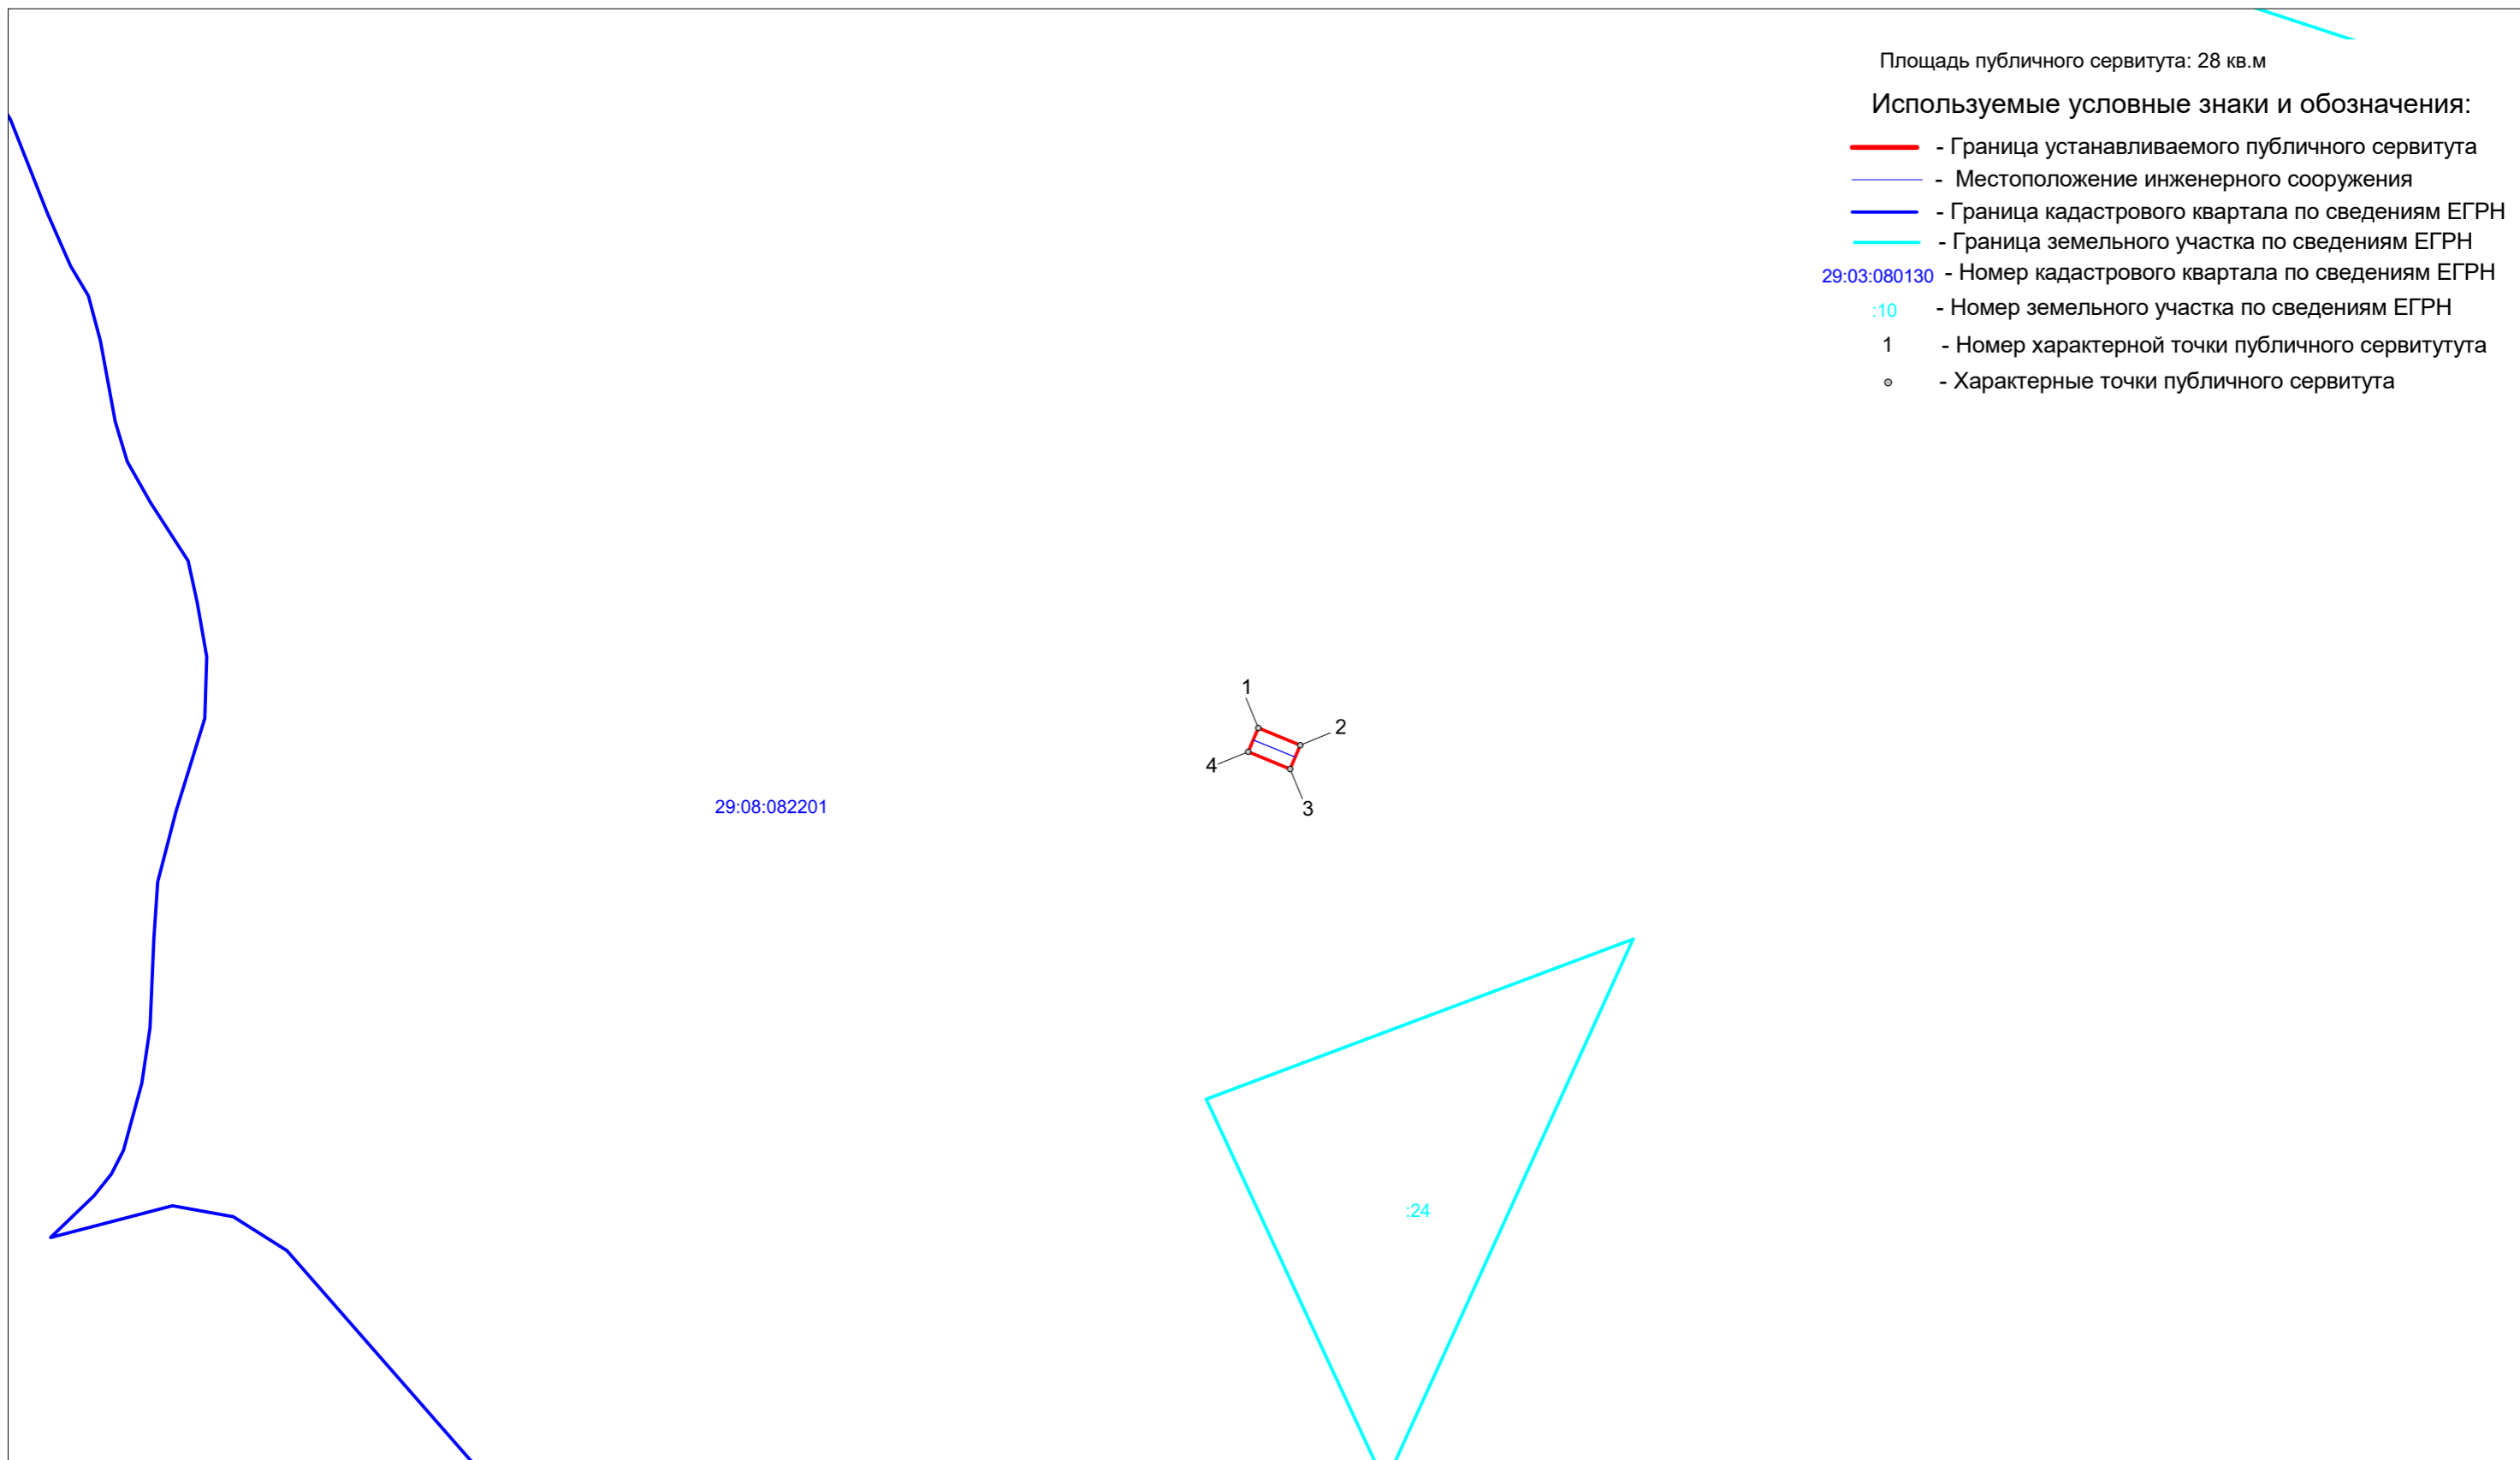 Площадь публичного сервитута: 28 кв.м
Используемые условные знаки и обозначения:
- Граница устанавливаемого публичного сервитута
- Местоположение инженерного сооружения
- Граница кадастрового квартала по сведениям ЕГРН
- Граница земельного участка по сведениям ЕГРН
29:03:080130 - Номер кадастрового квартала по сведениям ЕГРН
:10 - Номер земельного участка по сведениям ЕГРН
1 - Номер характерной точки публичного сервитутута
- Характерные точки публичного сервитута
1
2
4
3
29:08:082201
:24